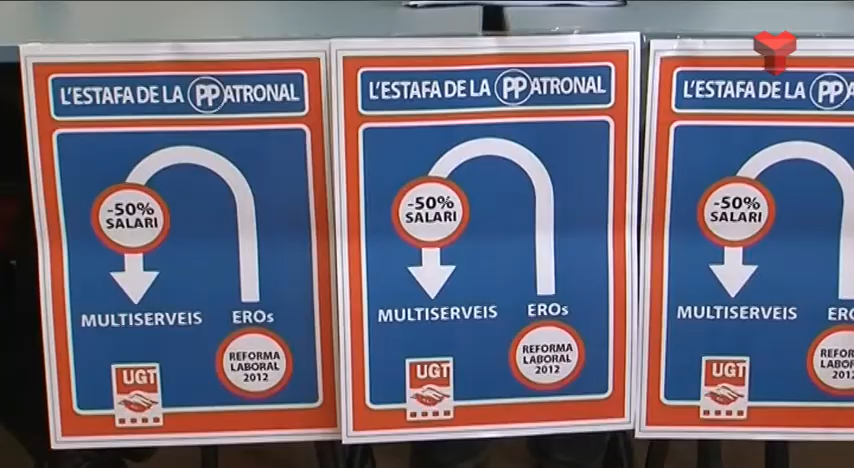 L'ESTAFA DE LA PPATRONAL
-50%
SALARI
MULTISERVEIS
EROs
REFORMA
LABORAL
2012
UGT
L'ESTAFA DE LA PPATRONAL
-50%
SALARI
MULTISERVEIS
EROs
REFORMA
LABORAL
2012
UGT
L'ESTAFA DE LA PPA
-50%
SALARI
MULTISERVEIS
UGT